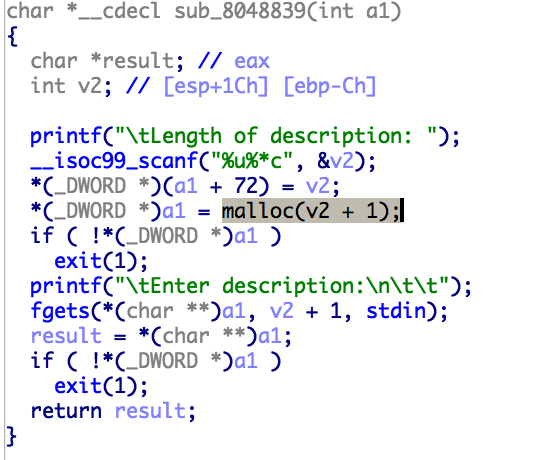 char *__cdecl sub_8048839(int a1)
{
char *result; // eax
int v2; // [esp+1Ch] [ebp-Ch]
printf("\tLength of description: ");
__isoc99_scanf("%u%*c", &v2);
*(_DWORD *)(a1 + 72) = v2;
*(_DWORD *)a1 = malloc(v2 + 1);
if ( !*(_DWORD *)a1 )
exit(1);
printf("\tEnter description:\n\t\t");
fgets(*(char **)a1, v2 + 1, stdin);
result = *(char **)a1;
if ( !*(_DWORD *)a1 )
exit(1);
return result;
}